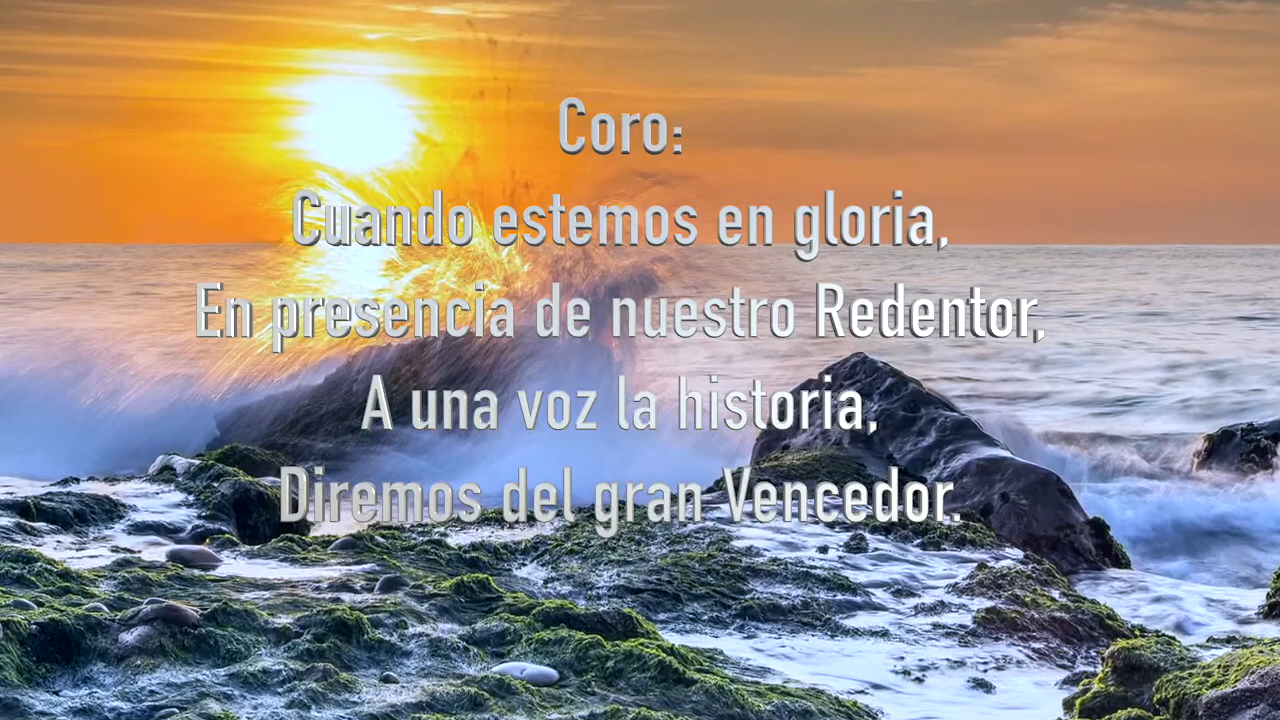 Coro:
Cuando estemos en gloria,
En presencia de nuestro Redentor,
A una voz la historia,
Diremos del gran Vencedor.